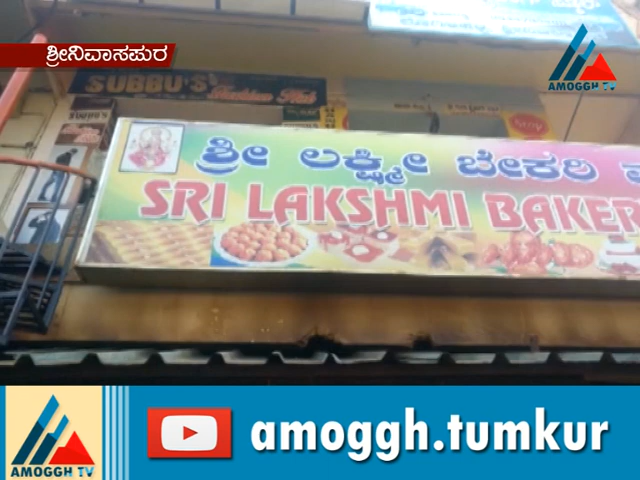 ಶ್ರೀನಿವಾಸಪುರ
AMOGGH TV
SUBBU'S
ಶ್ರೀ ಲಕ್ಷ್ಮೀ ಬೇಕರಿ
SRI LAKSHMI BAKER
AMOGGH TV
amoggh.tumkur